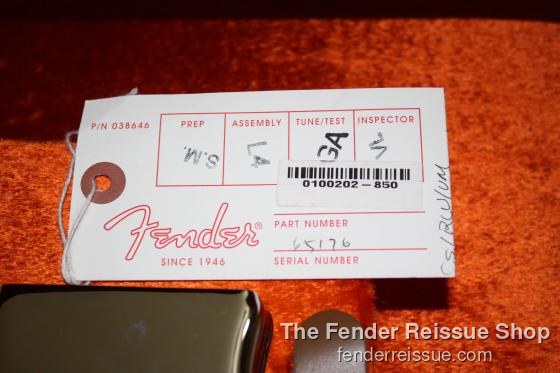 P/N 038646
PREP
ASSEMBLY
TUNE/TEST
INSPECTOR
S.M.
LA
GA
0100202-850
Fender®
SINCE 1946
PART NUMBER
65176
SERIAL NUMBER
The Fender Reissue Shop
fenderreissue.com